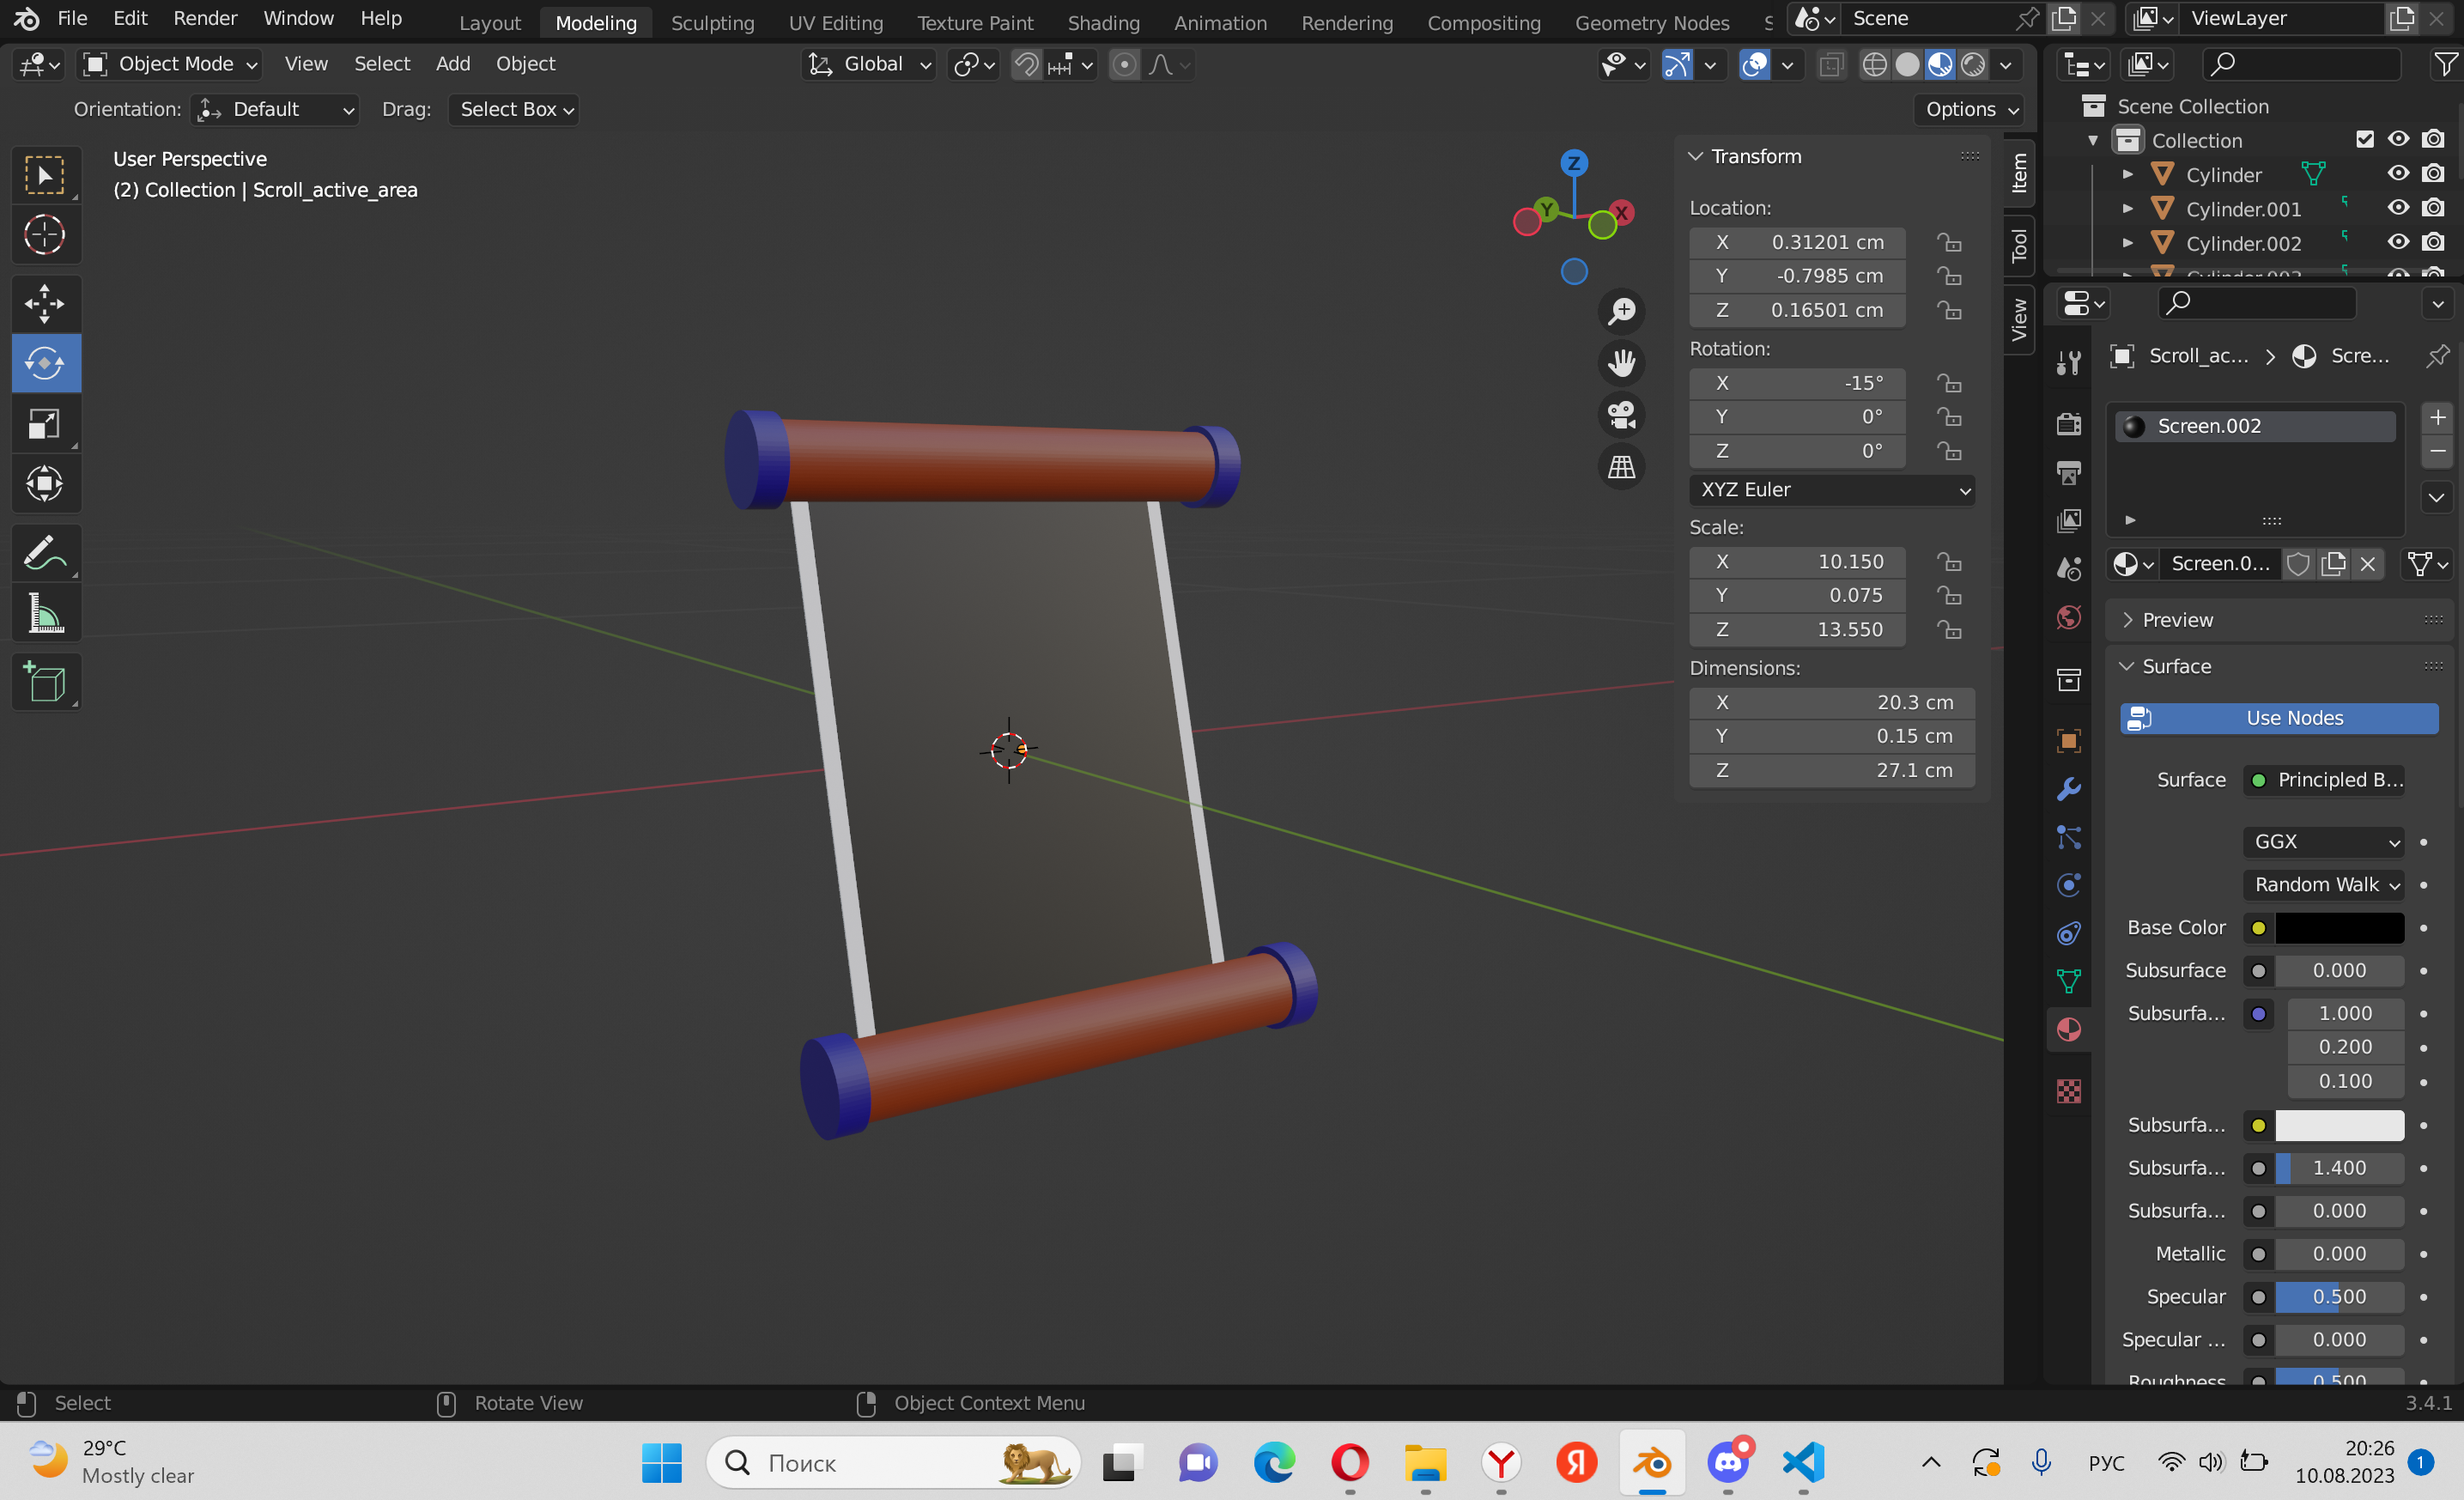 File Edit Render Window Help Layout Modeling Sculpting UV Editing Texture Paint Shading Animation Rendering Compositing Geometry Nodes S Scene ViewLayer
Object Mode View Select Add Object Global
Orientation: Default Drag: Select Box Options
User Perspective
(2) Collection | Scroll_active_area
Z
Y
X
Transform
Location:
X 0.31201 cm
Y -0.7985 cm
Z 0.16501 cm
Rotation:
X -15°
Y 0°
Z 0°
XYZ Euler
Scale:
X 10.150
Y 0.075
Z 13.550
Dimensions:
X 20.3 cm
Y 0.15 cm
Z 27.1 cm
Item
Tool
View
Scene Collection
Collection
Cylinder
Cylinder.001
Cylinder.002
Cylinder.003
Scroll_ac... Scre...
Screen.002
Screen.0...
Preview
Surface
Use Nodes
Surface Principled B...
GGX
Random Walk
Base Color
Subsurface 0.000
Subsurfa... 1.000
0.200
0.100
Subsurfa...
Subsurfa... 1.400
Subsurfa... 0.000
Metallic 0.000
Specular 0.500
Specular ... 0.000
Roughness 0.500
Select Rotate View Object Context Menu 3.4.1
29°C
Mostly clear
Поиск
Я
РУС
20:26
10.08.2023
1